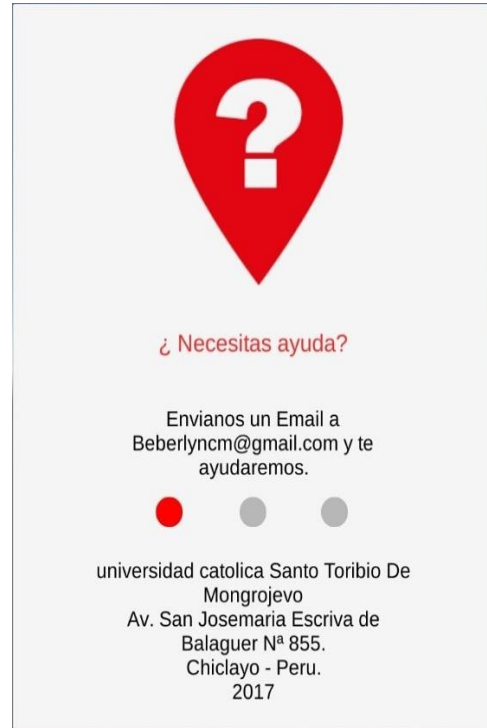 ?
¿ Necesitas ayuda?
Envianos un Email a
Beberlyncm@gmail.com y te
ayudaremos.
universidad catolica Santo Toribio De
Mongrojevo
Av. San Josemaria Escriva de
Balaguer Nª 855.
Chiclayo - Peru.
2017